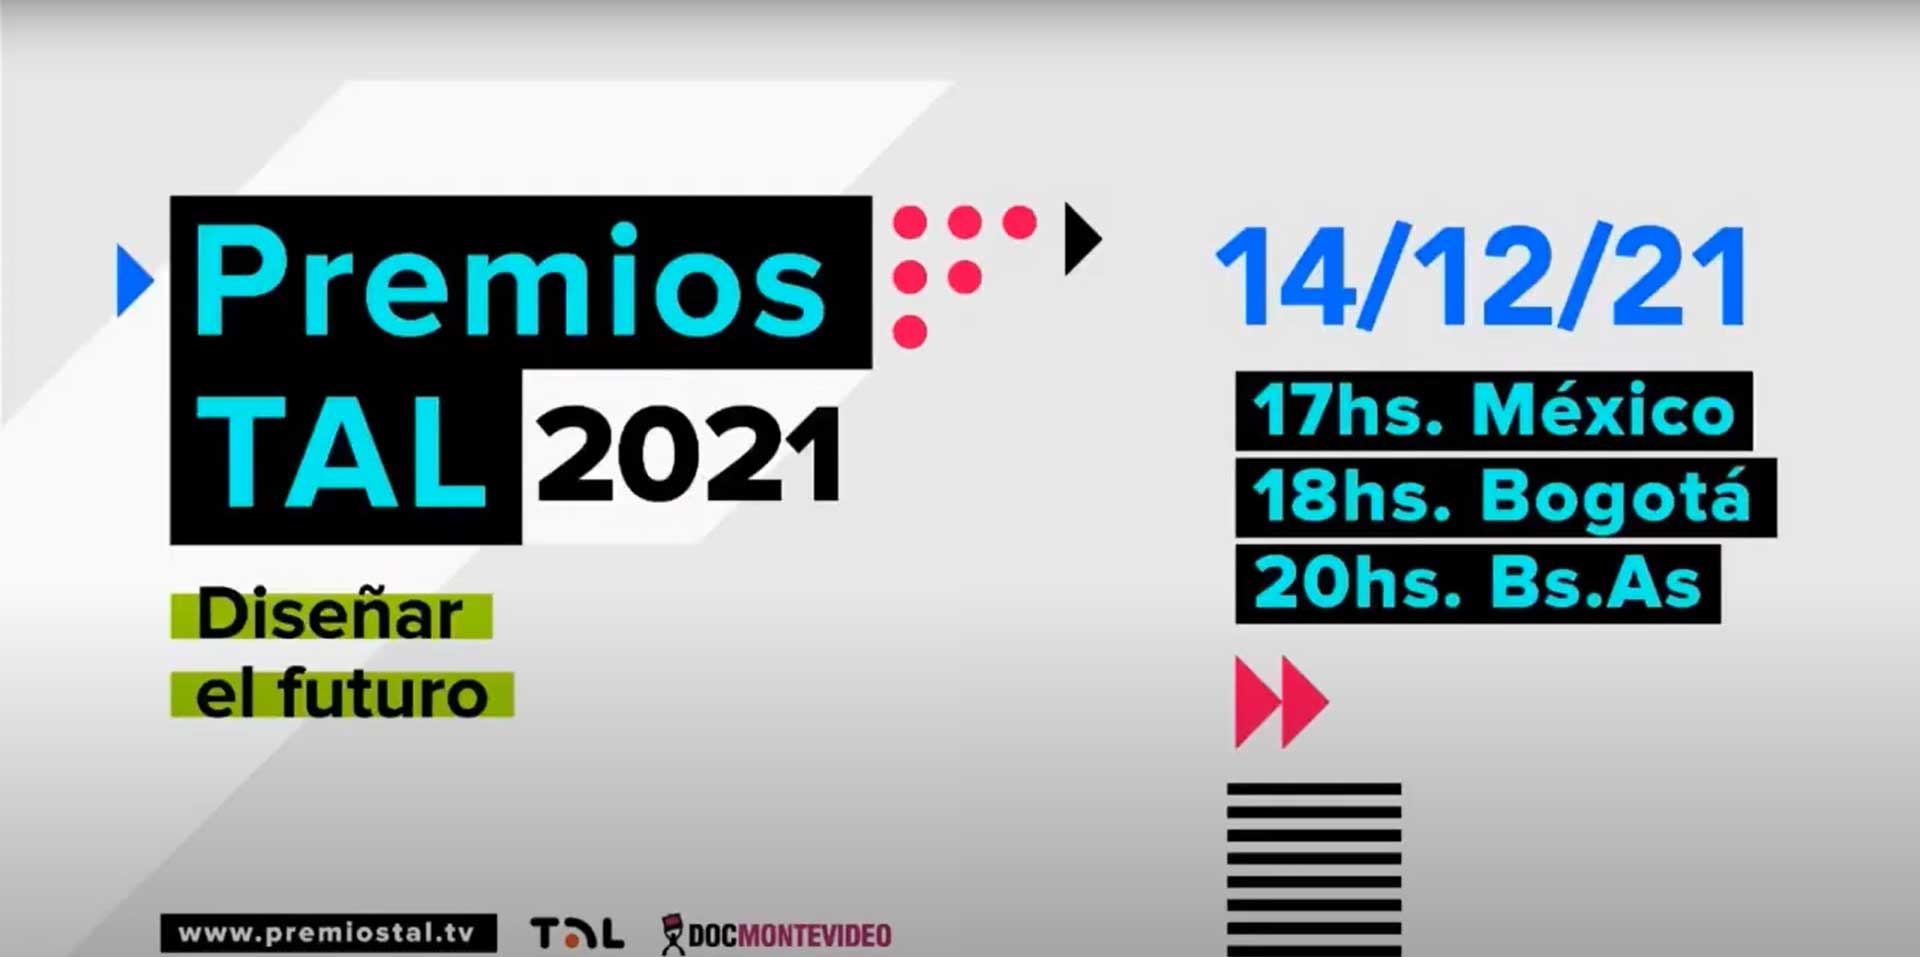 Premios
TAL 2021
Diseñar
el futuro
14/12/21
17hs. México
18hs. Bogotá
20hs. Bs.As
www.premiostal.tv
TAL
DOCMONTEVIDEO